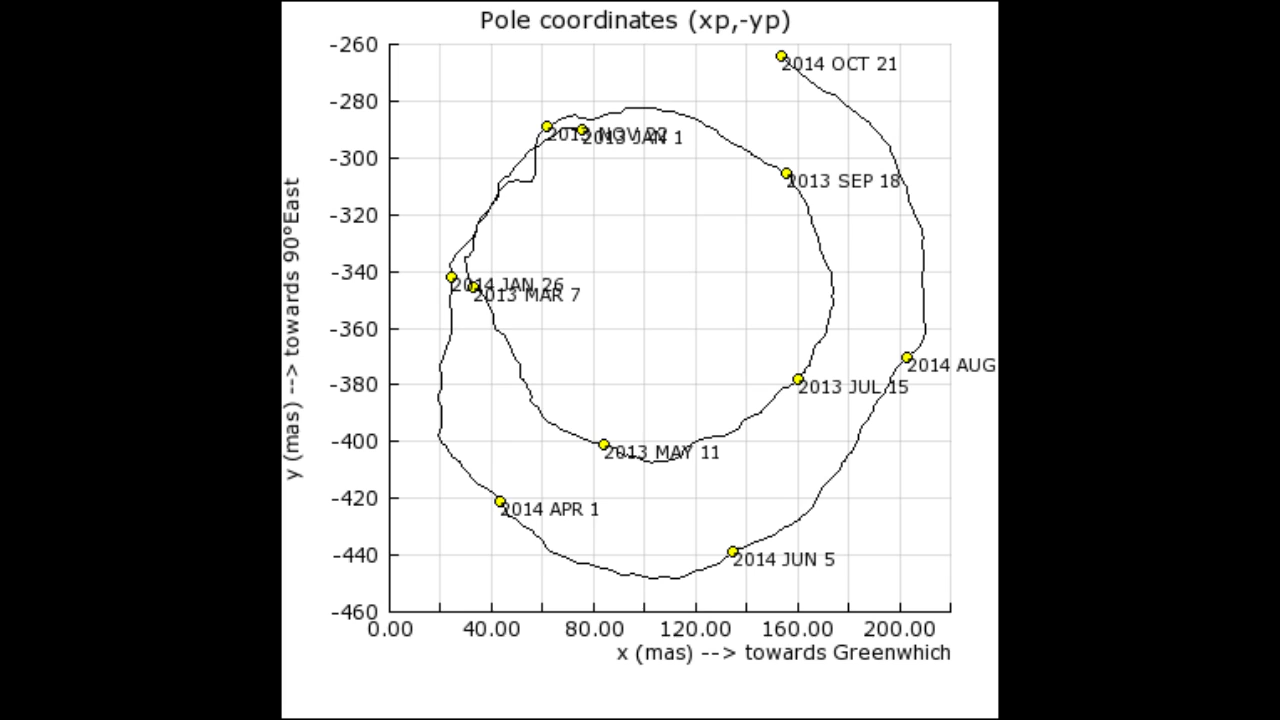 Pole coordinates (xp,-yp)
-260
-280
-300
-320
-340
-360
-380
-400
-420
-440
-460
0.00 40.00 80.00 120.00 160.00 200.00
x (mas) --> towards Greenwhich
y (mas) --> towards 90°East
2014 OCT 21
2013 NOV 22
2013 JAN 1
2013 SEP 18
2014 JAN 26
2013 MAR 7
2014 AUG
2013 JUL 15
2013 MAY 11
2014 APR 1
2014 JUN 5